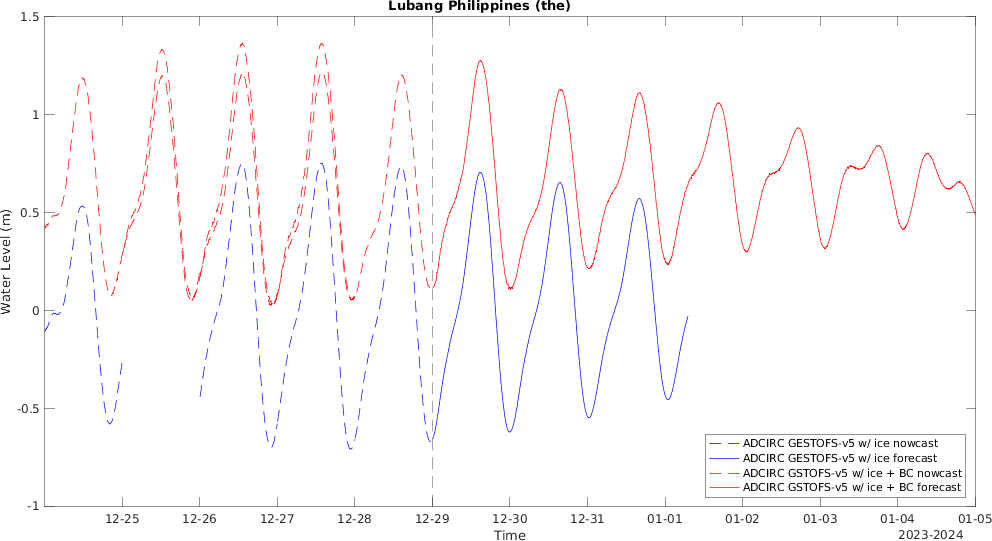 Lubang Philippines (the)
1.5
1
0.5
0
-0.5
-1
Water Level (m)
ADCIRC GESTOFS-v5 w/ ice nowcast
ADCIRC GESTOFS-v5 w/ ice forecast
ADCIRC GSTOFS-v5 w/ ice + BC nowcast
ADCIRC GSTOFS-v5 w/ ice + BC forecast
12-25 12-26 12-27 12-28 12-29 12-30 12-31 01-01 01-02 01-03 01-04 01-05
Time
2023-2024